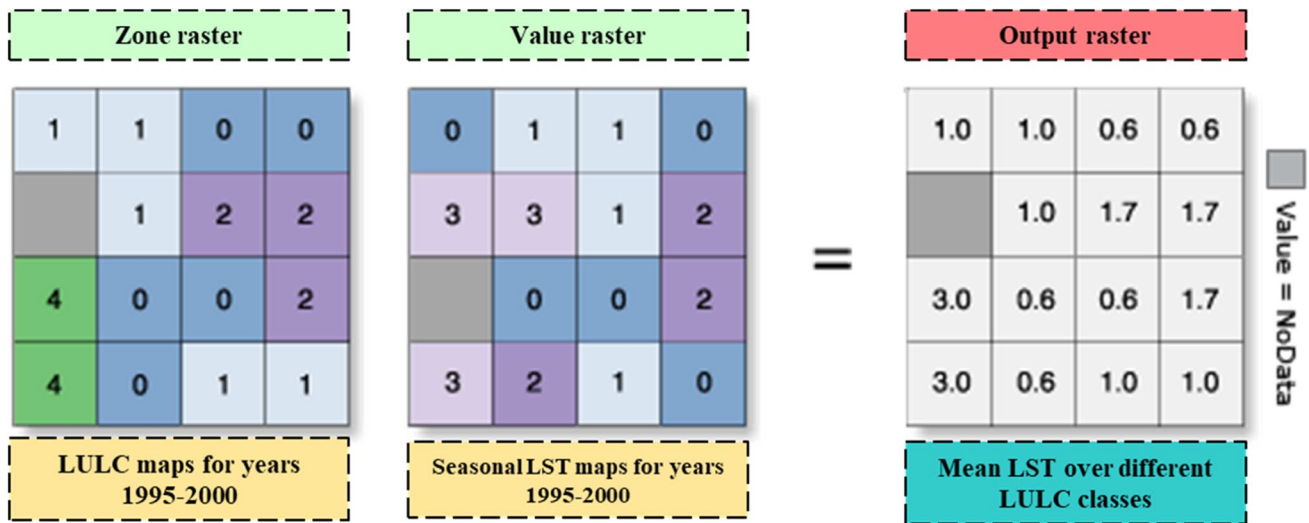 Zone raster
Value raster
Output raster
1 1 0 0
1 2 2
4 0 0 2
4 0 1 1
0 1 1 0
3 3 1 2
0 0 2
3 2 1 0
=
1.0 1.0 0.6 0.6
1.0 1.7 1.7
3.0 0.6 0.6 1.7
3.0 0.6 1.0 1.0
Value = NoData
LULC maps for years
1995-2000
Seasonal LST maps for years
1995-2000
Mean LST over different
LULC classes